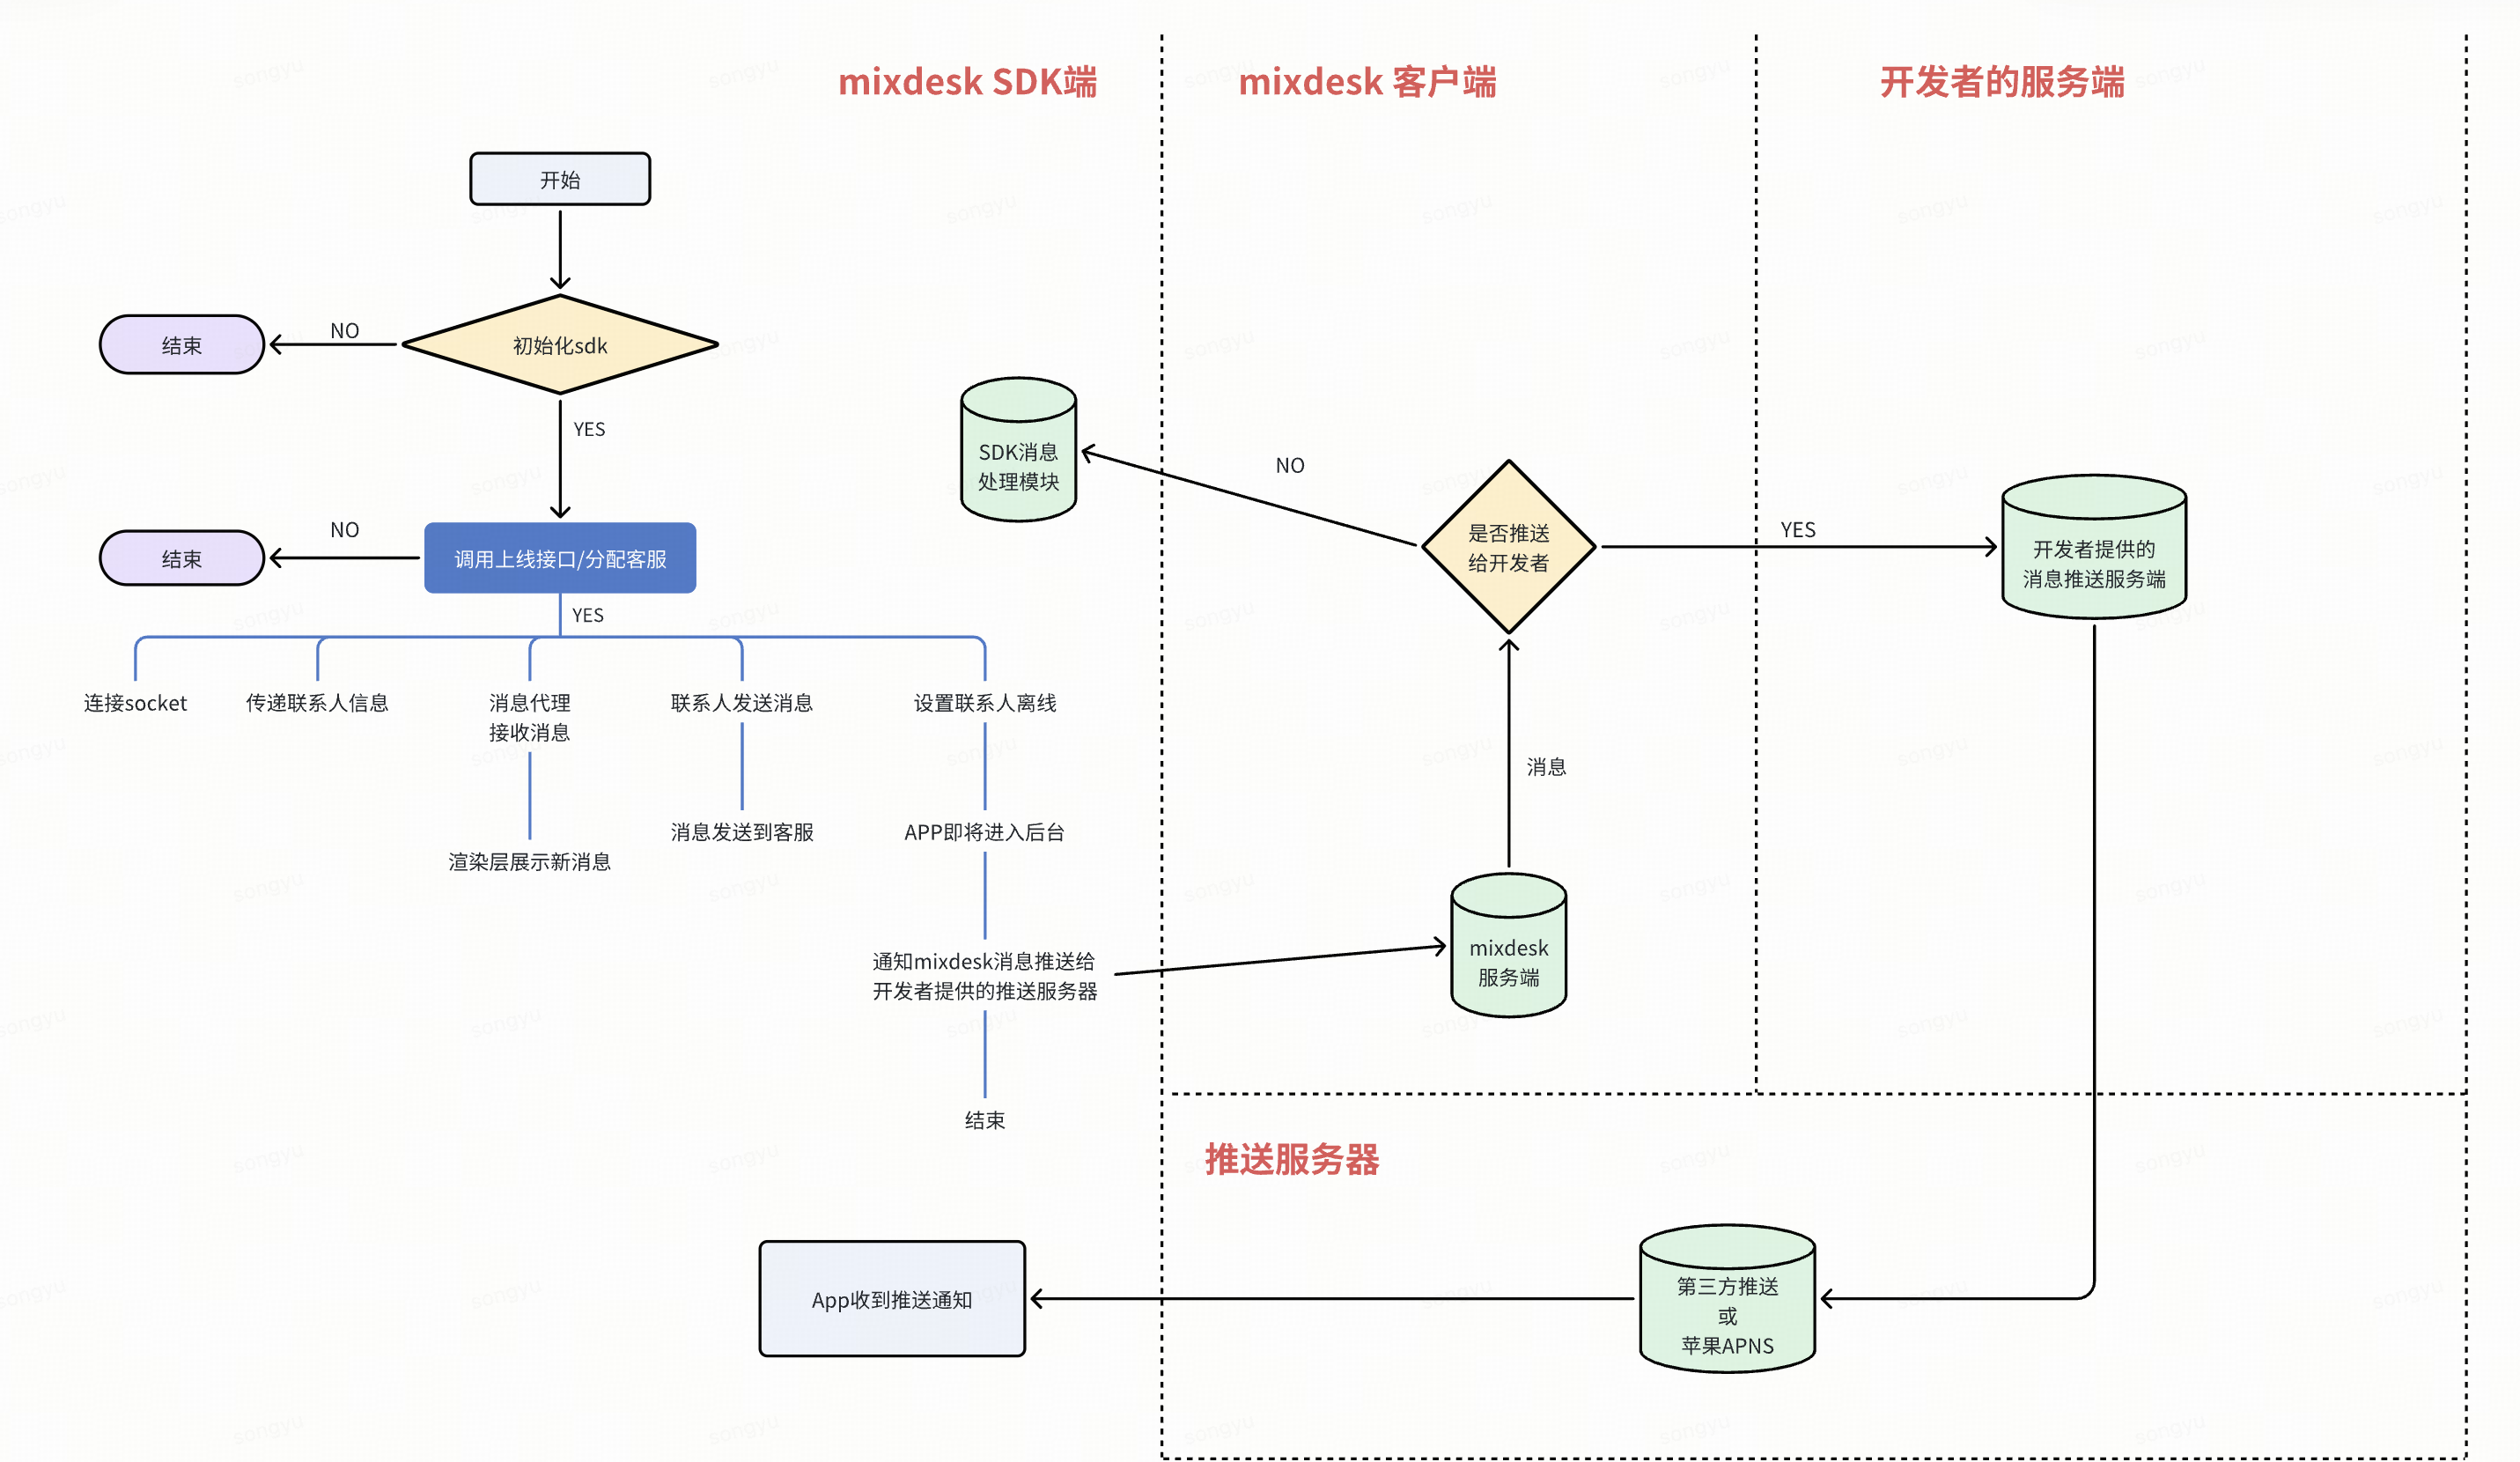 mixdesk SDK端
mixdesk 客户端
开发者的服务端
开始
初始化sdk
NO
结束
YES
调用上线接口/分配客服
NO
结束
YES
连接socket
传递联系人信息
消息代理
接收消息
渲染层展示新消息
联系人发送消息
消息发送到客服
设置联系人离线
APP即将进入后台
通知mixdesk消息推送给
开发者提供的推送服务器
结束
SDK消息
处理模块
NO
是否推送
给开发者
YES
消息
mixdesk
服务端
开发者提供的
消息推送服务端
推送服务器
App收到推送通知
第三方推送
或
苹果APNS
songyu